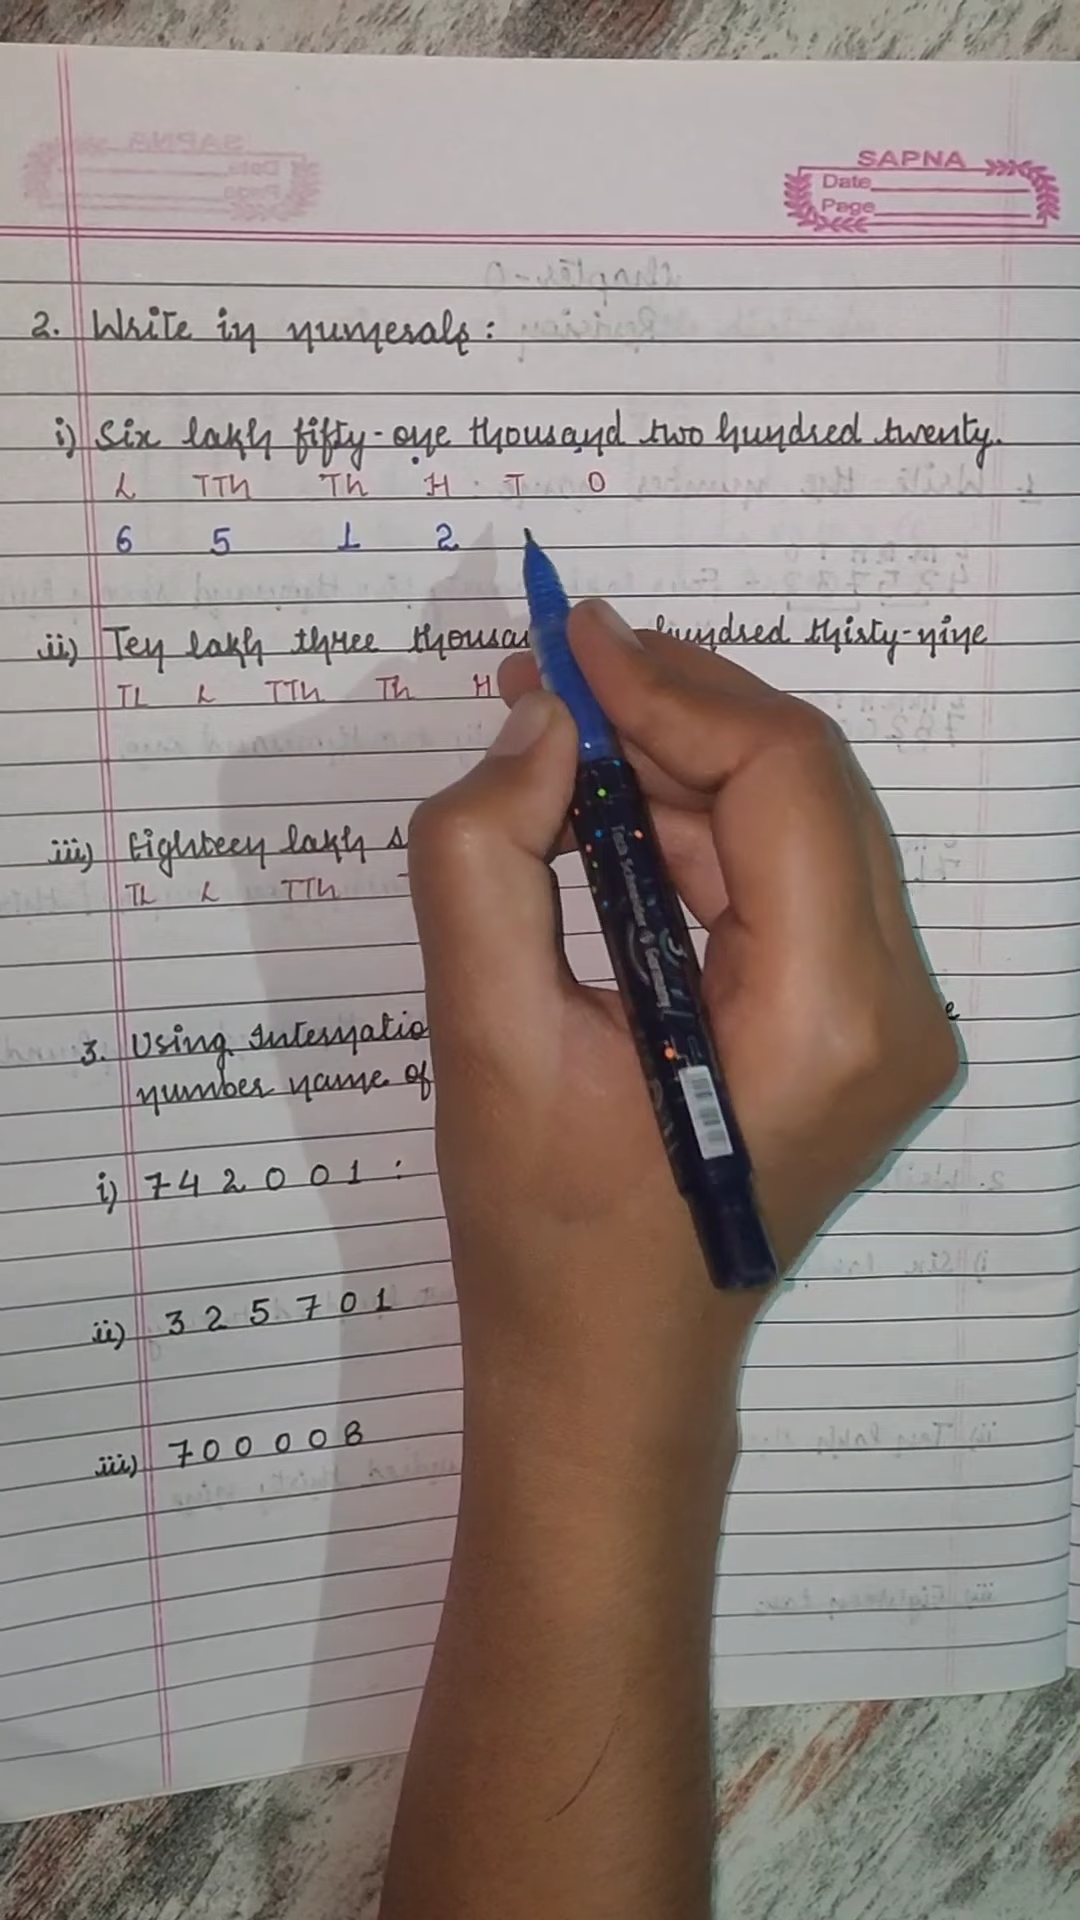 SAPNA
Date
Page
2. Write in numerals:
i) Six lakh fifty-one thousand two hundred twenty.
L TTh Th H T O
6 5 1 2
ii) Ten lakh three hundred thirty-nine
TL L TTh Th H
iii) Eighteen lakh
TL L TTh
3. Using
number name of
i) 742001:
ii) 325701
iii) 700008